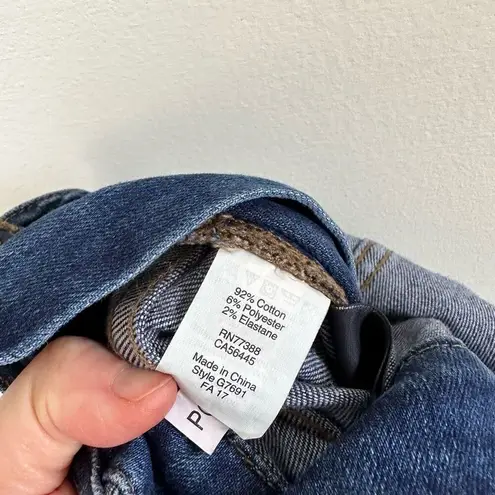 92% Cotton
6% Polyester
2% Elastane
RN77388
CA56445
Made in China
Style G7691
FA 17